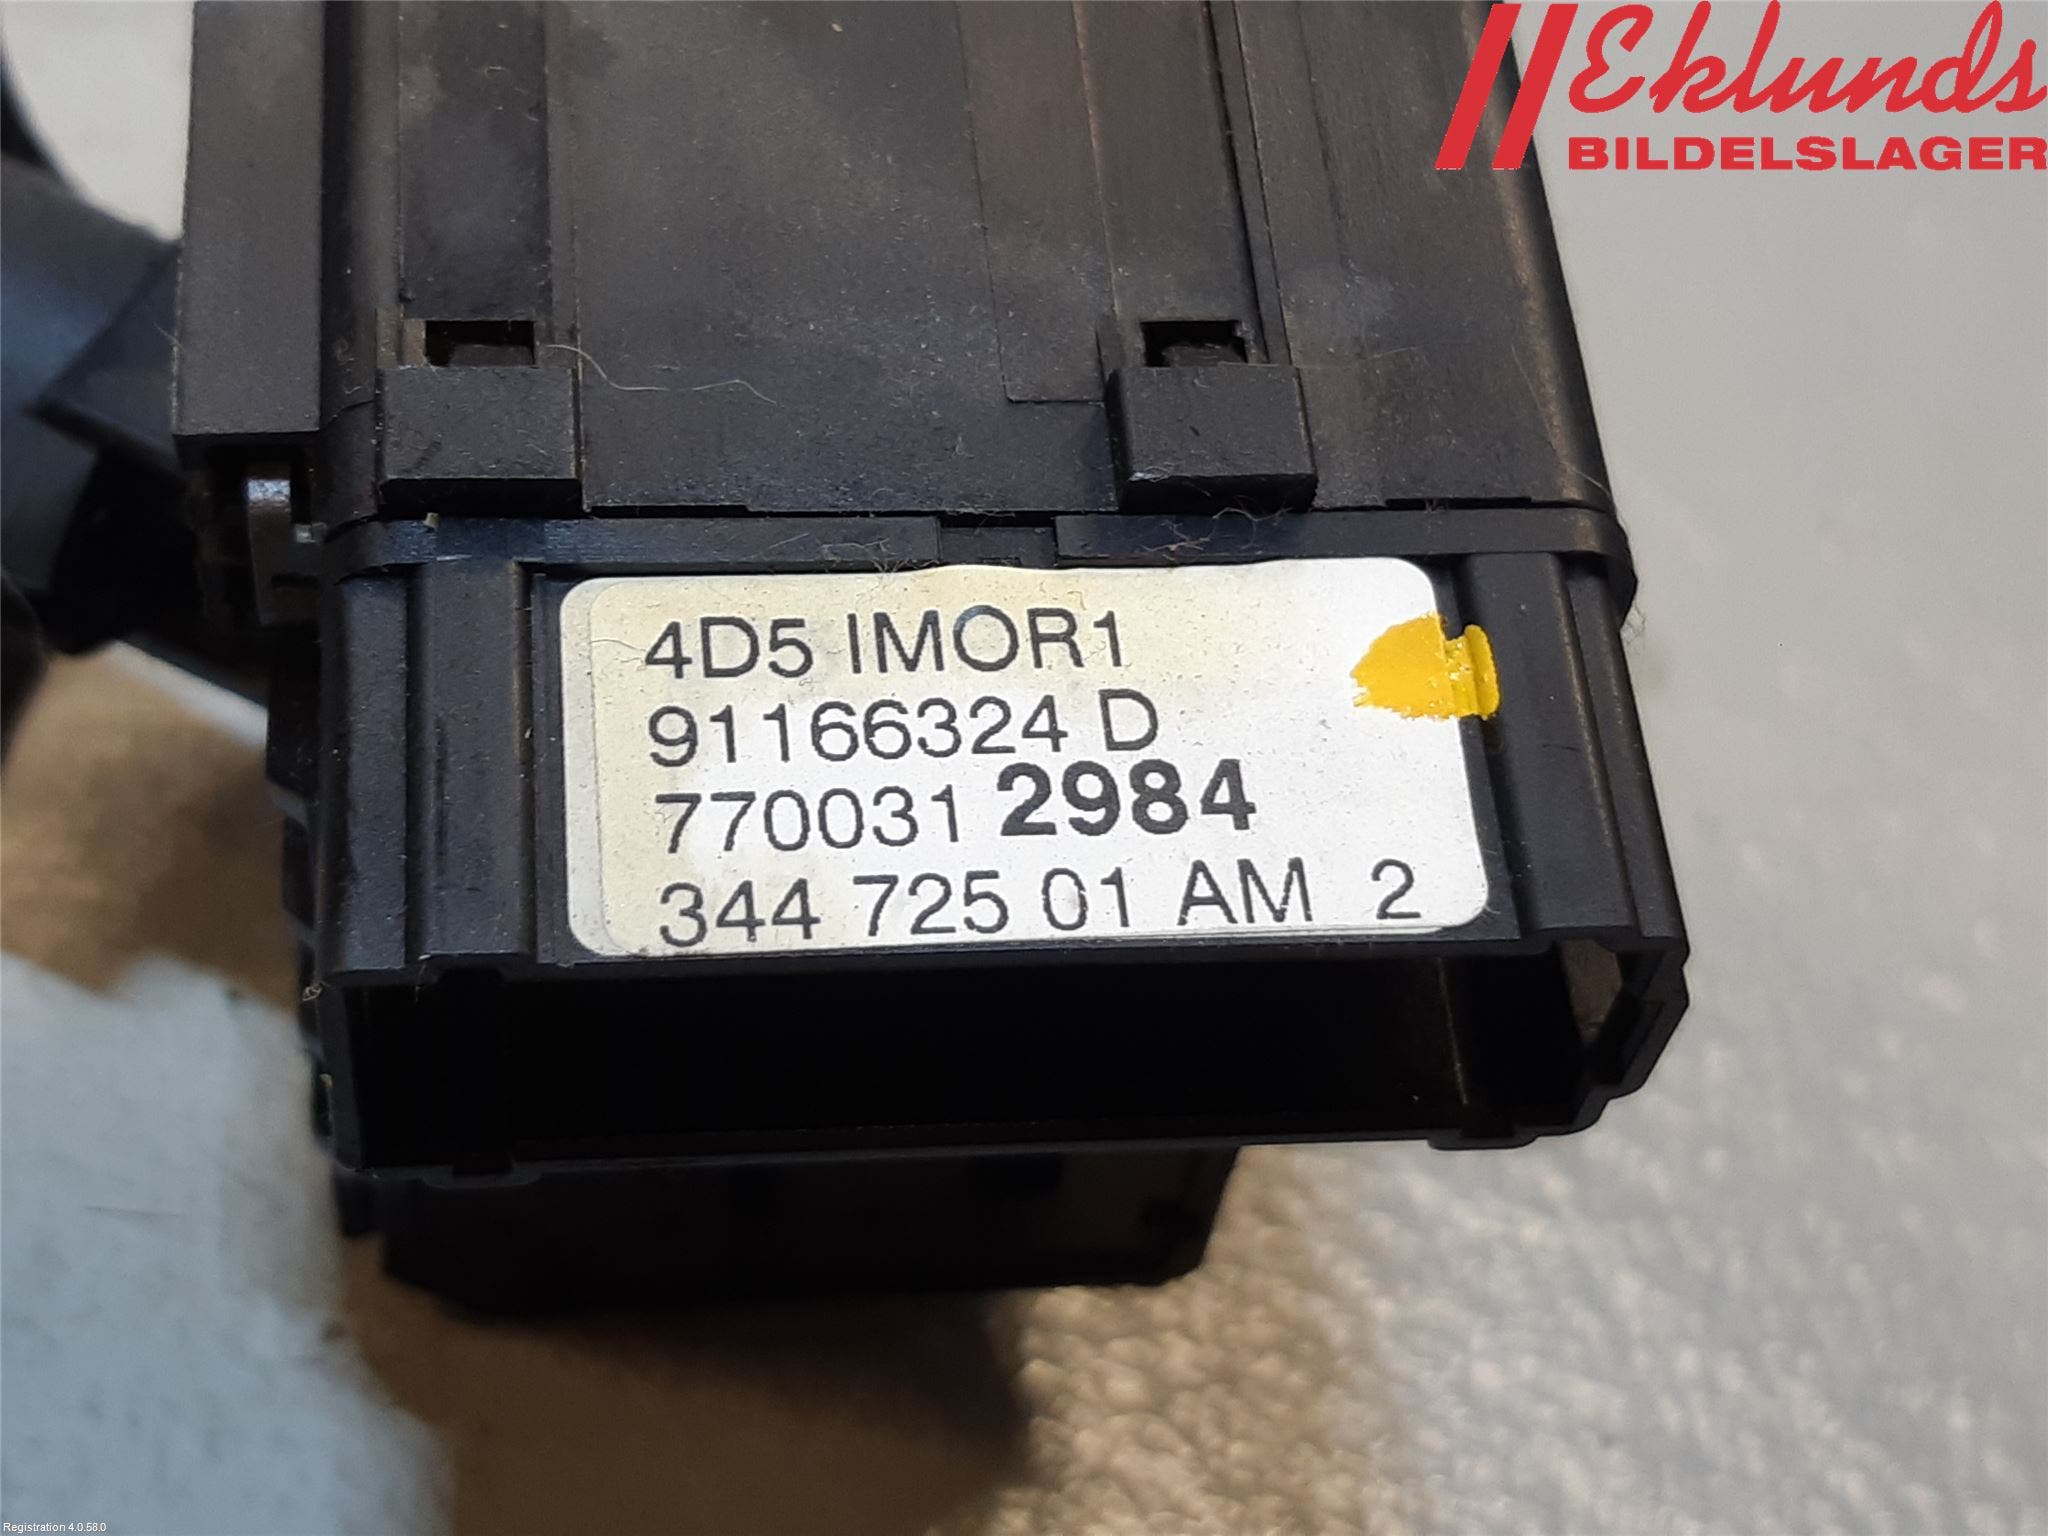 Eklunds
BILDELSLAGER
4D5 IMOR1
91166324 D
770031 2984
344 725 01 AM 2
Registration 4.0.58.0